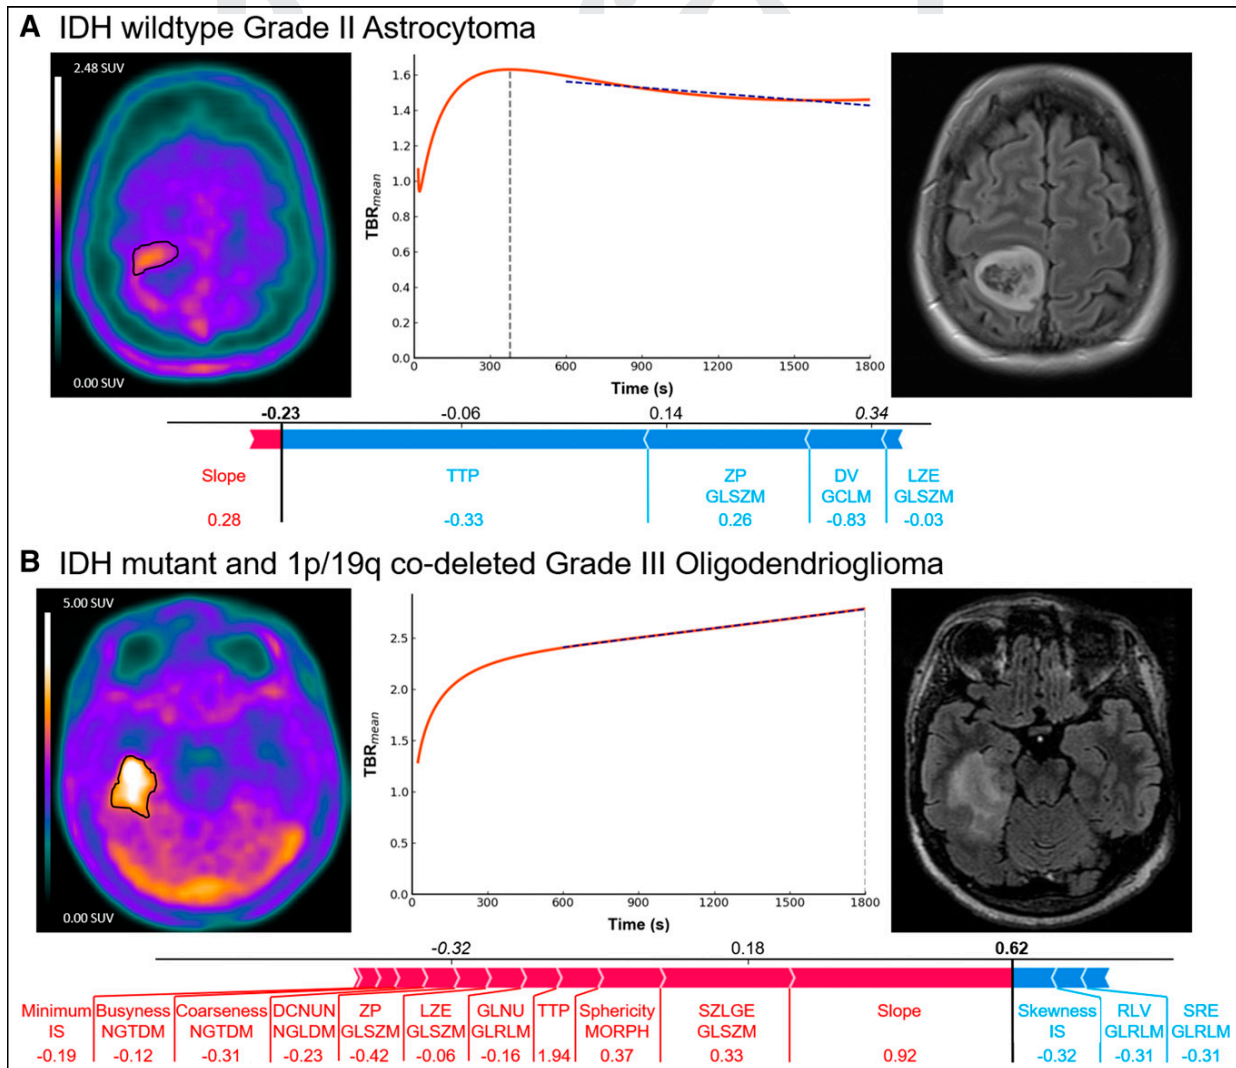 A IDH wildtype Grade II Astrocytoma
2.48 SUV
0.00 SUV
TBRmean
1.6
1.4
1.2
1.0
0.8
0.6
0.4
0.2
0.0
0 300 600 900 1200 1500 1800
Time (s)
-0.23 -0.06 0.14 0.34
Slope TTP ZP DV LZE
GLSZM GCLM GLSZM
0.28 -0.33 0.26 -0.83 -0.03
B IDH mutant and 1p/19q co-deleted Grade III Oligodendrioglioma
5.00 SUV
0.00 SUV
TBRmean
2.5
2.0
1.5
1.0
0.5
0.0
0 300 600 900 1200 1500 1800
Time (s)
-0.32 0.18 0.62
Minimum Busyness Coarseness DCNUN ZP LZE GLNU TTP Sphericity SZLGE Slope Skewness RLV SRE
IS NGTDM NGTDM NGLDM GLSZM GLSZM GLRLM MORPH GLSZM IS GLRLM GLRLM
-0.19 -0.12 -0.31 -0.23 -0.42 -0.06 -0.16 1.94 0.37 0.33 0.92 -0.32 -0.31 -0.31